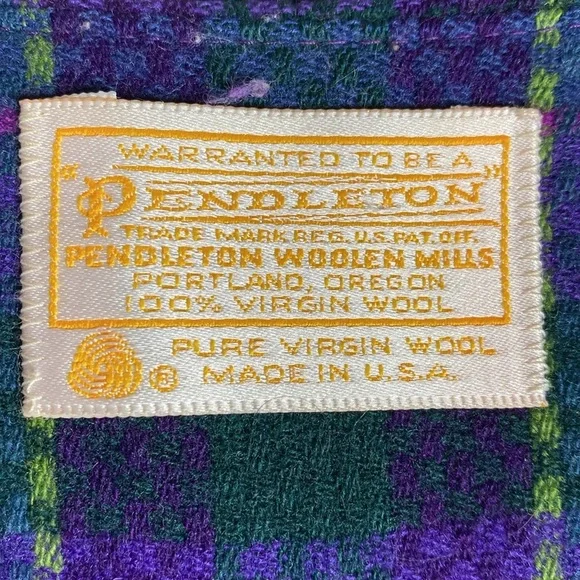 WARRANTED TO BE A
"PENDLETON"
TRADE MARK REG. U.S. PAT. OFF.
PENDLETON WOOLEN MILLS
PORTLAND, OREGON
100% VIRGIN WOOL
® PURE VIRGIN WOOL
MADE IN U.S.A.